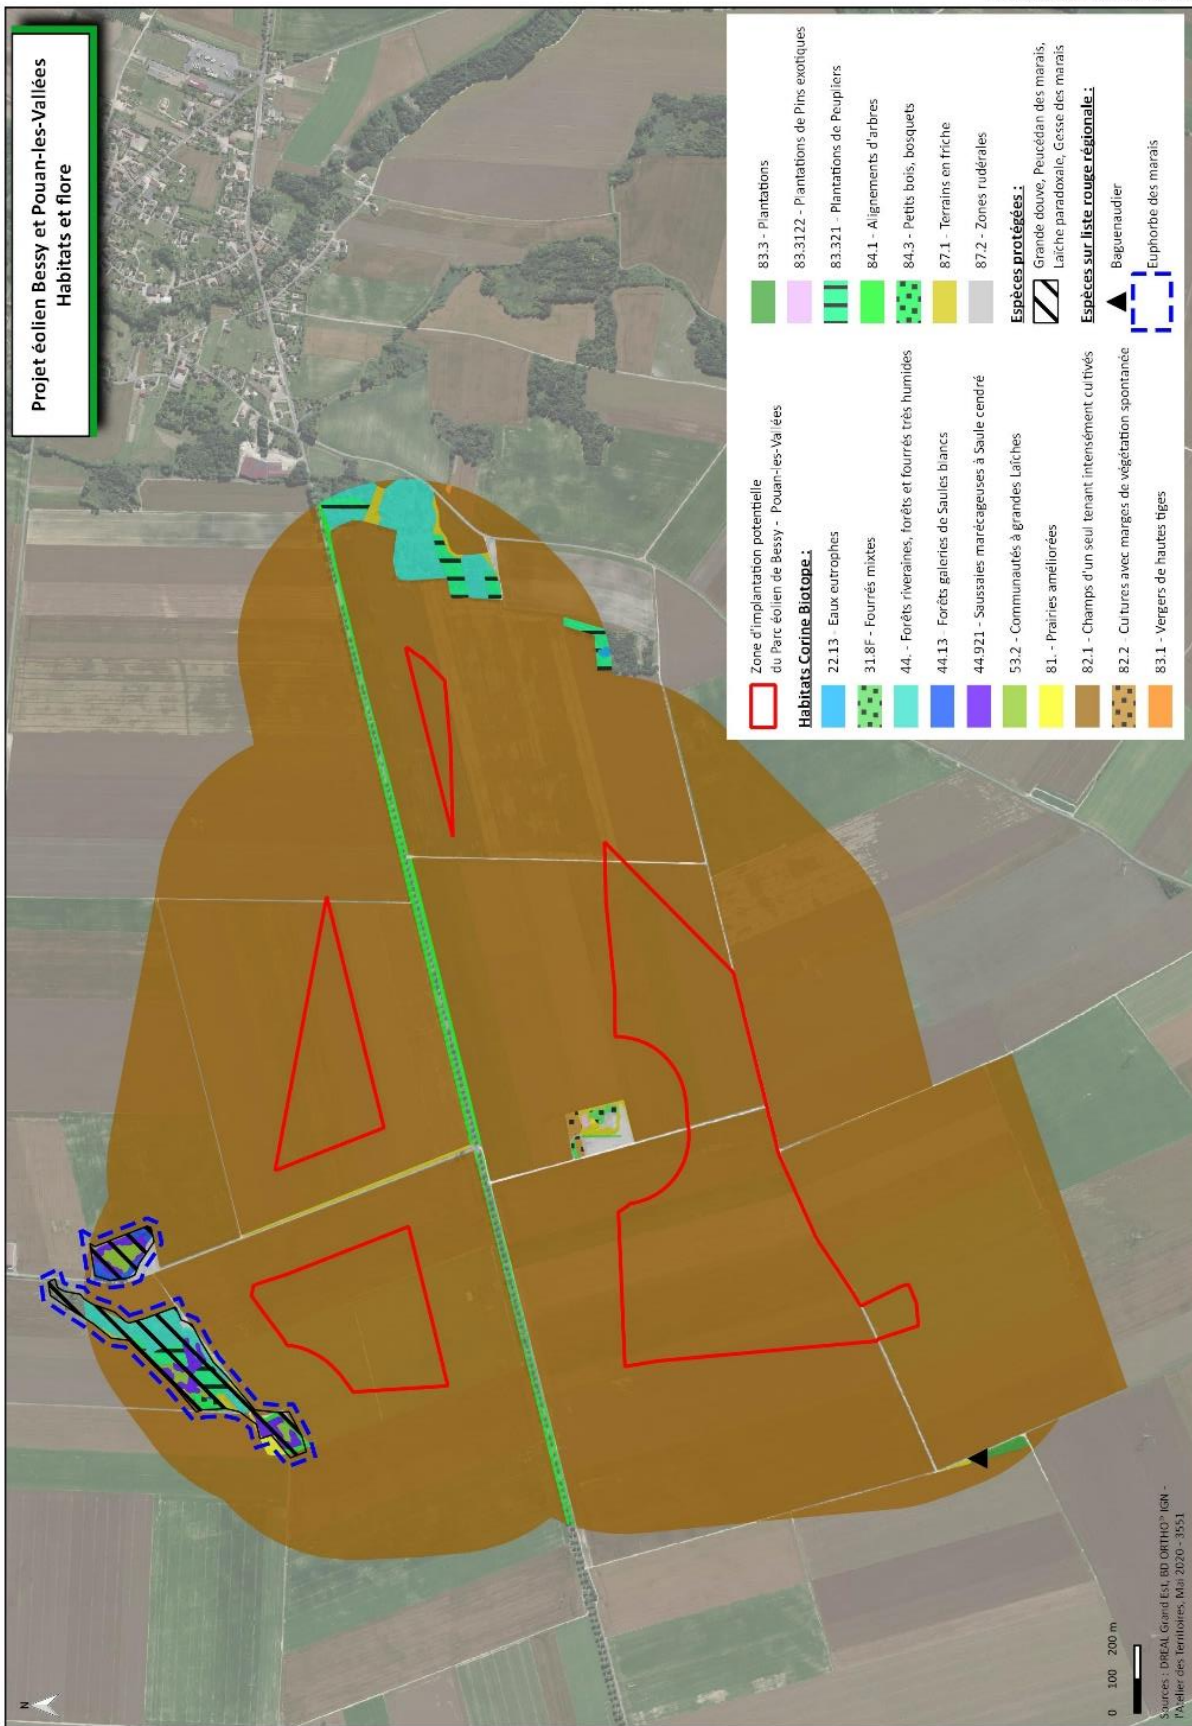 Projet éolien Bessy et Pouan-les-Vallées
Habitats et flore
Zone d'implantation potentielle
du Parc éolien de Bessy - Pouan-les-Vallées
Habitats Corine Biotope :
22.13 - Eaux eutrophes
31.8F - Fourrés mixtes
44. - Forêts riveraines, forêts et fourrés très humides
44.13 - Forêts galeries de Saules blancs
44.921 - Saussaies marécageuses à Saule cendré
53.2 - Communautés à grandes Laîches
81. - Prairies améliorées
82.1 - Champs d'un seul tenant intensément cultivés
82.2 - Cultures avec marges de végétation spontanée
83.1 - Vergers de hautes tiges
83.3 - Plantations
83.3122 - Plantations de Pins exotiques
83.321 - Plantations de Peupliers
84.1 - Alignements d'arbres
84.3 - Petits bois, bosquets
87.1 - Terrains en friche
87.2 - Zones rudérales
Espèces protégées :
Grande douve, Peucédan des marais,
Laîche paradoxale, Gesse des marais
Espèces sur liste rouge régionale :
Baguenaudier
Euphorbe des marais
N
0 100 200 m
Sources : DREAL Grand Est, BD ORTHO® IGN -
l'Atelier des Territoires, Mai 2020 - 3551